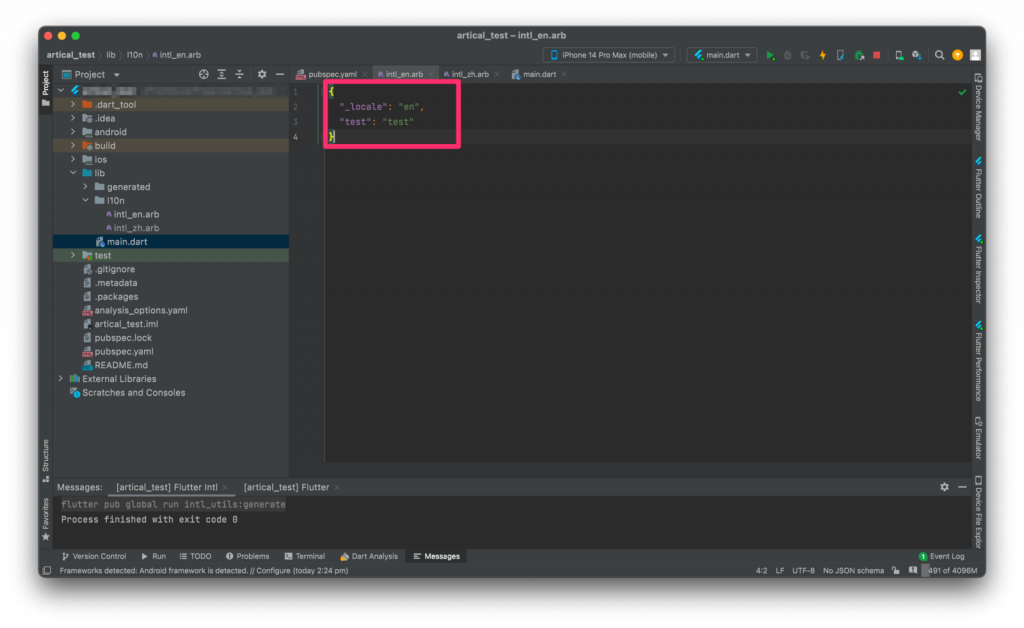 artical_test – intl_en.arb
artical_test lib l10n intl_en.arb
iPhone 14 Pro Max (mobile) main.dart
Project
pubspec.yaml intl_en.arb intl_zh.arb main.dart
Project
.dart_tool
.idea
android
build
ios
lib
generated
l10n
intl_en.arb
intl_zh.arb
main.dart
test
.gitignore
.metadata
.packages
analysis_options.yaml
artical_test.iml
pubspec.lock
pubspec.yaml
README.md
External Libraries
Scratches and Consoles
1 {
2 "_locale": "en",
3 "test": "test"
4 }
Device Manager
Flutter Outline
Flutter Inspector
Flutter Performance
Emulator
Device File Explor
Structure
Favorites
Messages: [artical_test] Flutter Intl [artical_test] Flutter
flutter pub global run intl_utils:generate
Process finished with exit code 0
Version Control Run TODO Problems Terminal Dart Analysis Messages 1 Event Log
Frameworks detected: Android framework is detected. // Configure (today 2:24 pm) 4:2 LF UTF-8 No JSON schema 491 of 4096M